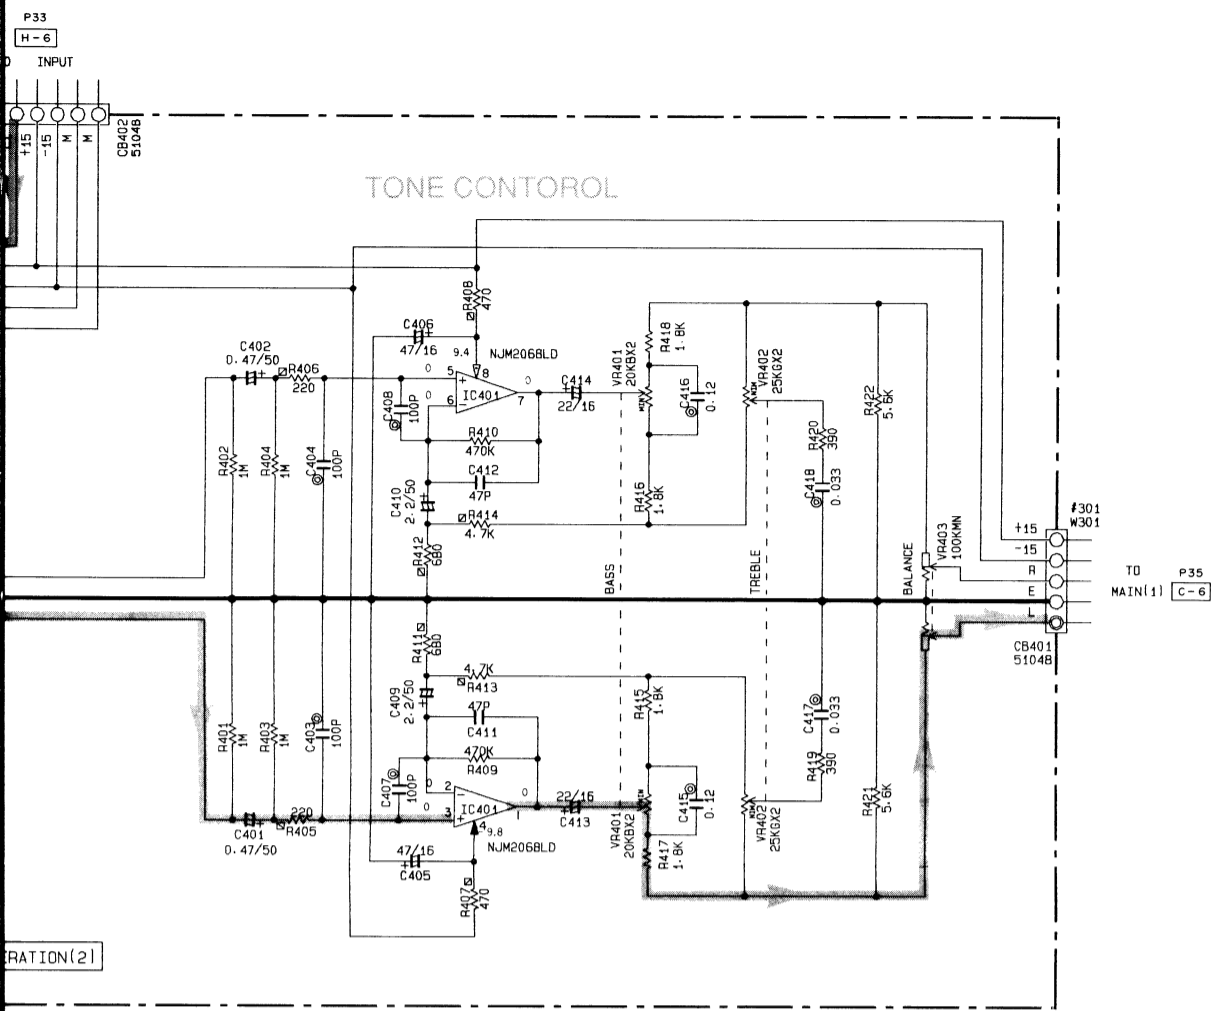 P33
H-6
INPUT
+15
-15
M
M
CB402
51048
TONE CONTOROL
R408
470
C406
47/16
9.4
NJM2068LD
C402
0.47/50
R406
220
0
5
8
0
IC401
6
7
C414
22/16
VR401
20KBX2
MIN
R418
1.8K
C416
0.12
VR402
25KGX2
MIN
R422
5.6K
C408
100P
R410
470K
R420
390
R402
1M
R404
1M
C404
100P
C412
47P
C410
2.2/50
R416
1.8K
C418
0.033
R414
4.7K
R412
680
#301
W301
+15
-15
R
E
L
VR403
100KMN
BALANCE
BASS
TREBLE
TO
MAIN(1)
P35
C-6
CB401
51048
R411
680
4.7K
R413
C409
2.2/50
R415
1.8K
47P
C411
C417
0.033
R401
1M
R403
1M
C403
100P
470K
R409
R419
390
C407
100P
0
2
0
0
IC401
3
1
4
9.8
NJM2068LD
22/16
C413
VR401
20KBX2
MIN
C415
0.12
R417
1.8K
VR402
25KGX2
MIN
R421
5.6K
C401
0.47/50
220
R405
47/16
C405
R407
470
ERATION(2)